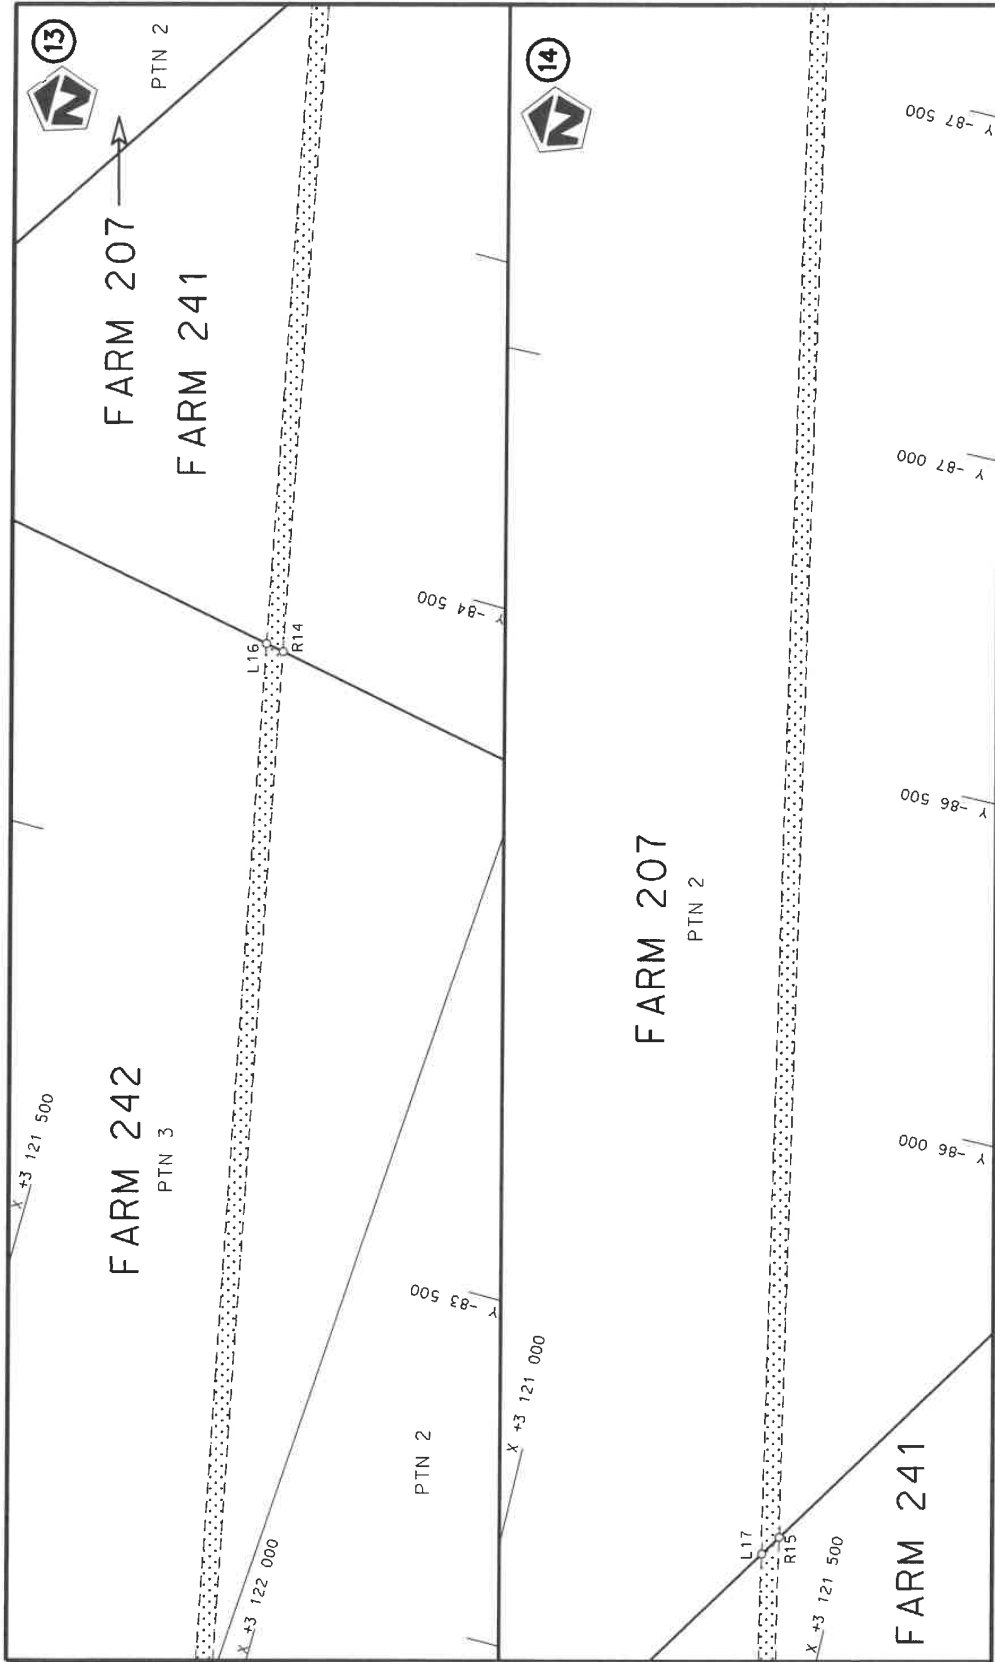 13
N
PTN 2
FARM 207
FARM 241
L16
R14
Y -84 500
X +3 121 500
FARM 242
PTN 3
Y -83 500
PTN 2
X +3 122 000
14
N
Y -87 500
Y -87 000
Y -86 500
FARM 207
PTN 2
Y -86 000
X +3 121 000
L17
R15
X +3 121 500
FARM 241